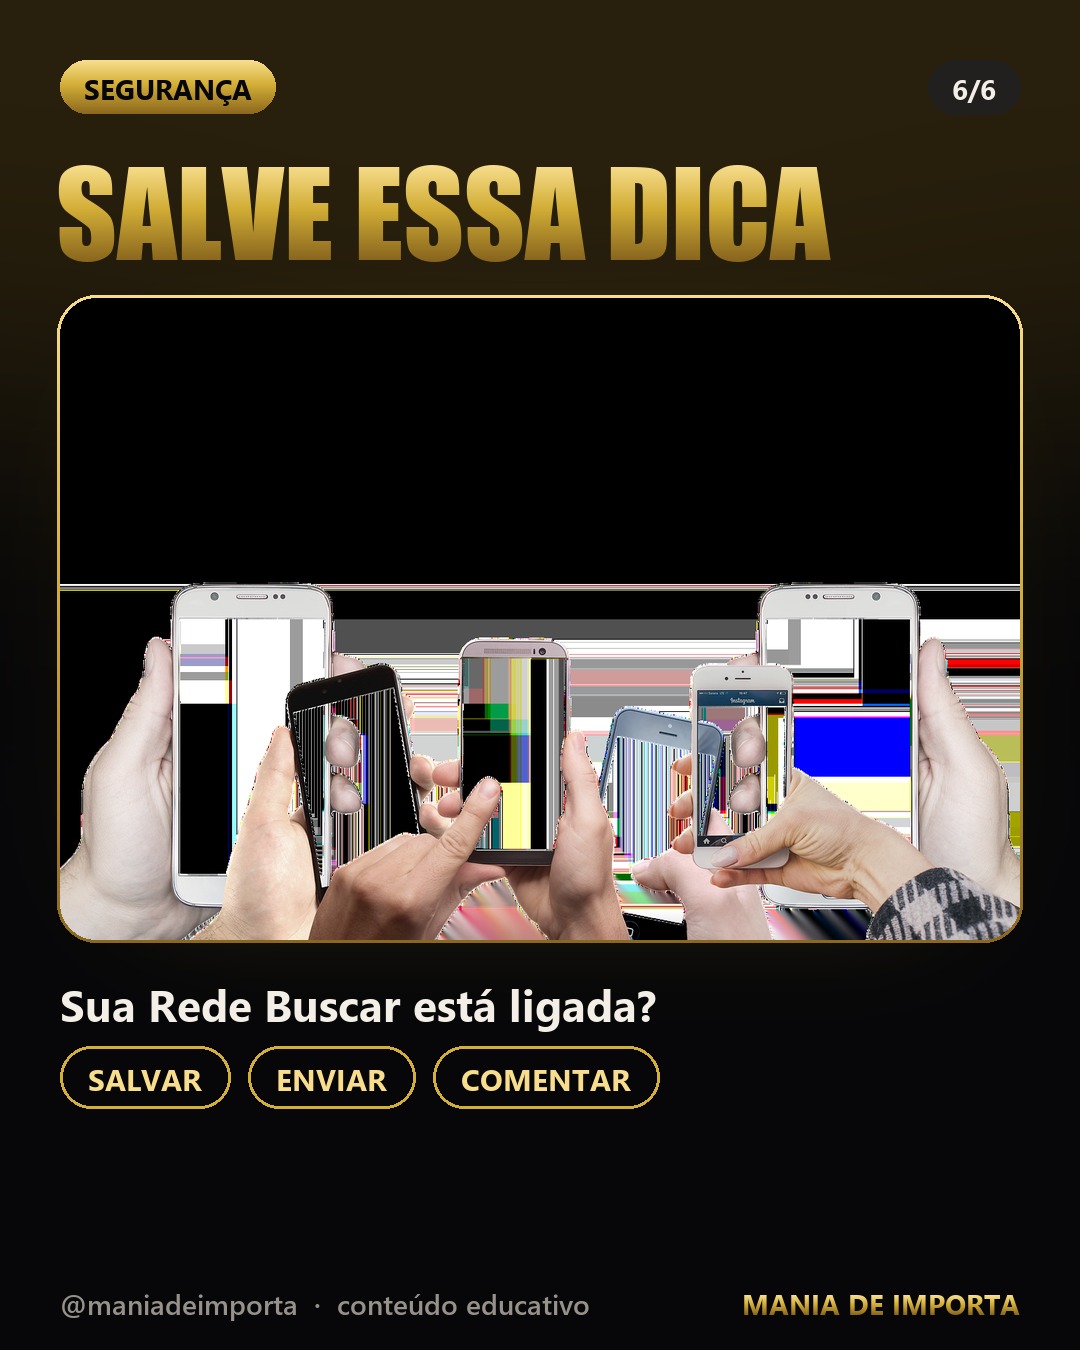 SEGURANÇA
6/6
SALVE ESSA DICA
Instagram
Sua Rede Buscar está ligada?
SALVAR
ENVIAR
COMENTAR
@maniadeimporta · conteúdo educativo
MANIA DE IMPORTA